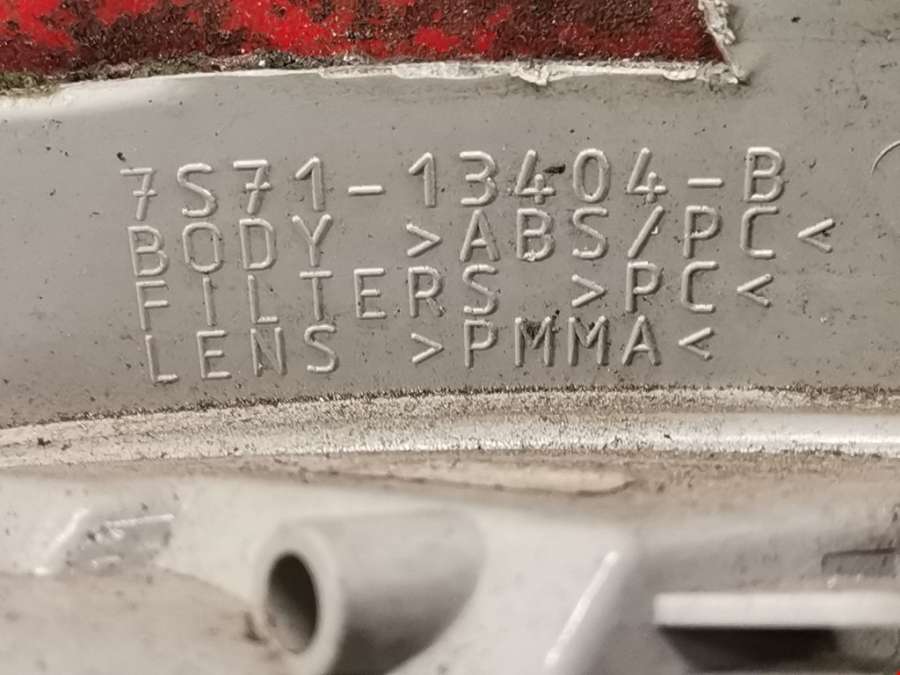 7S71-13404-B
BODY >ABS/PC<
FILTERS >PC<
LENS >PMMA<